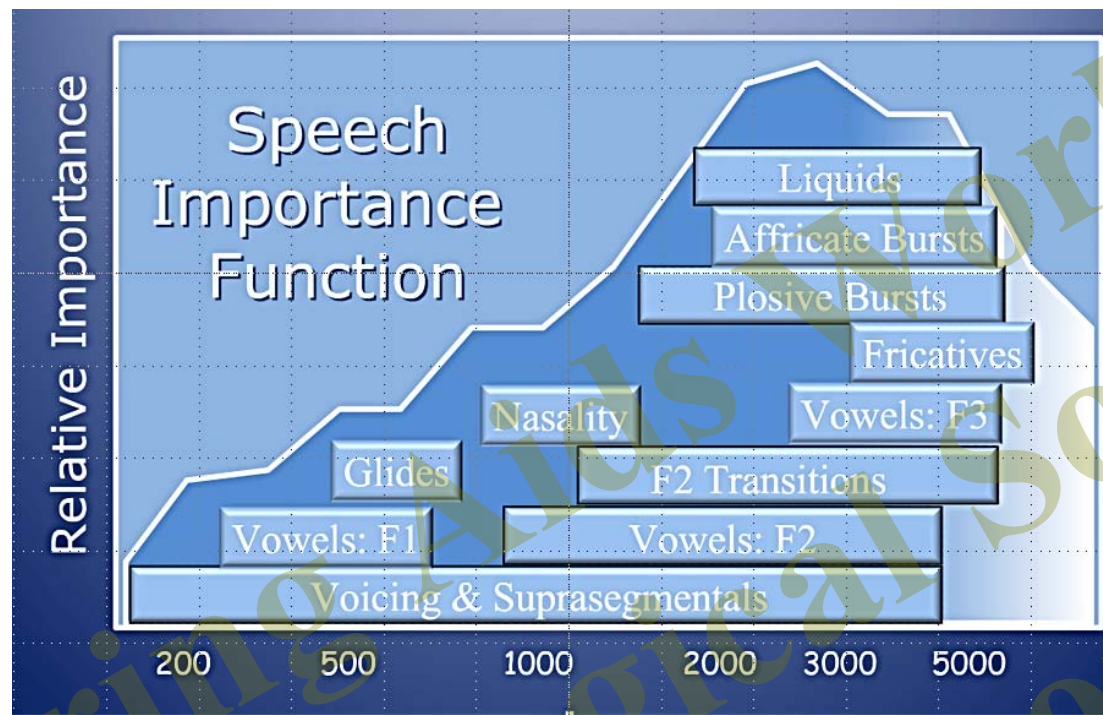 Speech
Importance
Function
Relative Importance
Liquids
Affricate Bursts
Plosive Bursts
Fricatives
Nasality
Vowels: F3
Glides
F2 Transitions
Vowels: F1
Vowels: F2
Voicing & Suprasegmentals
200 500 1000 2000 3000 5000